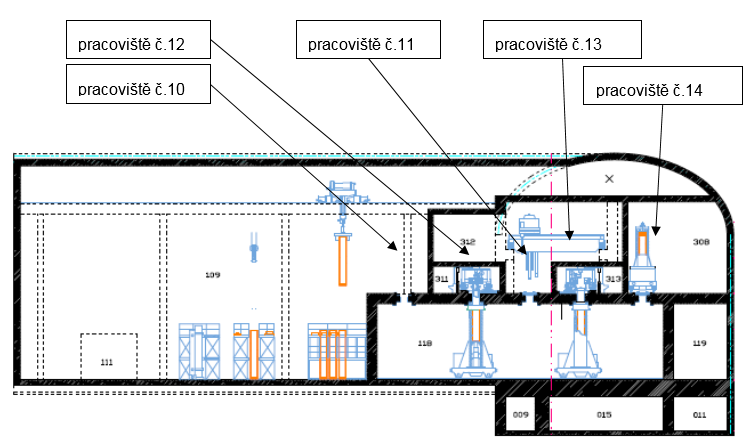 pracoviště č.12
pracoviště č.11
pracoviště č.13
pracoviště č.10
pracoviště č.14
312
308
109
311
313
111
118
119
009
015
011